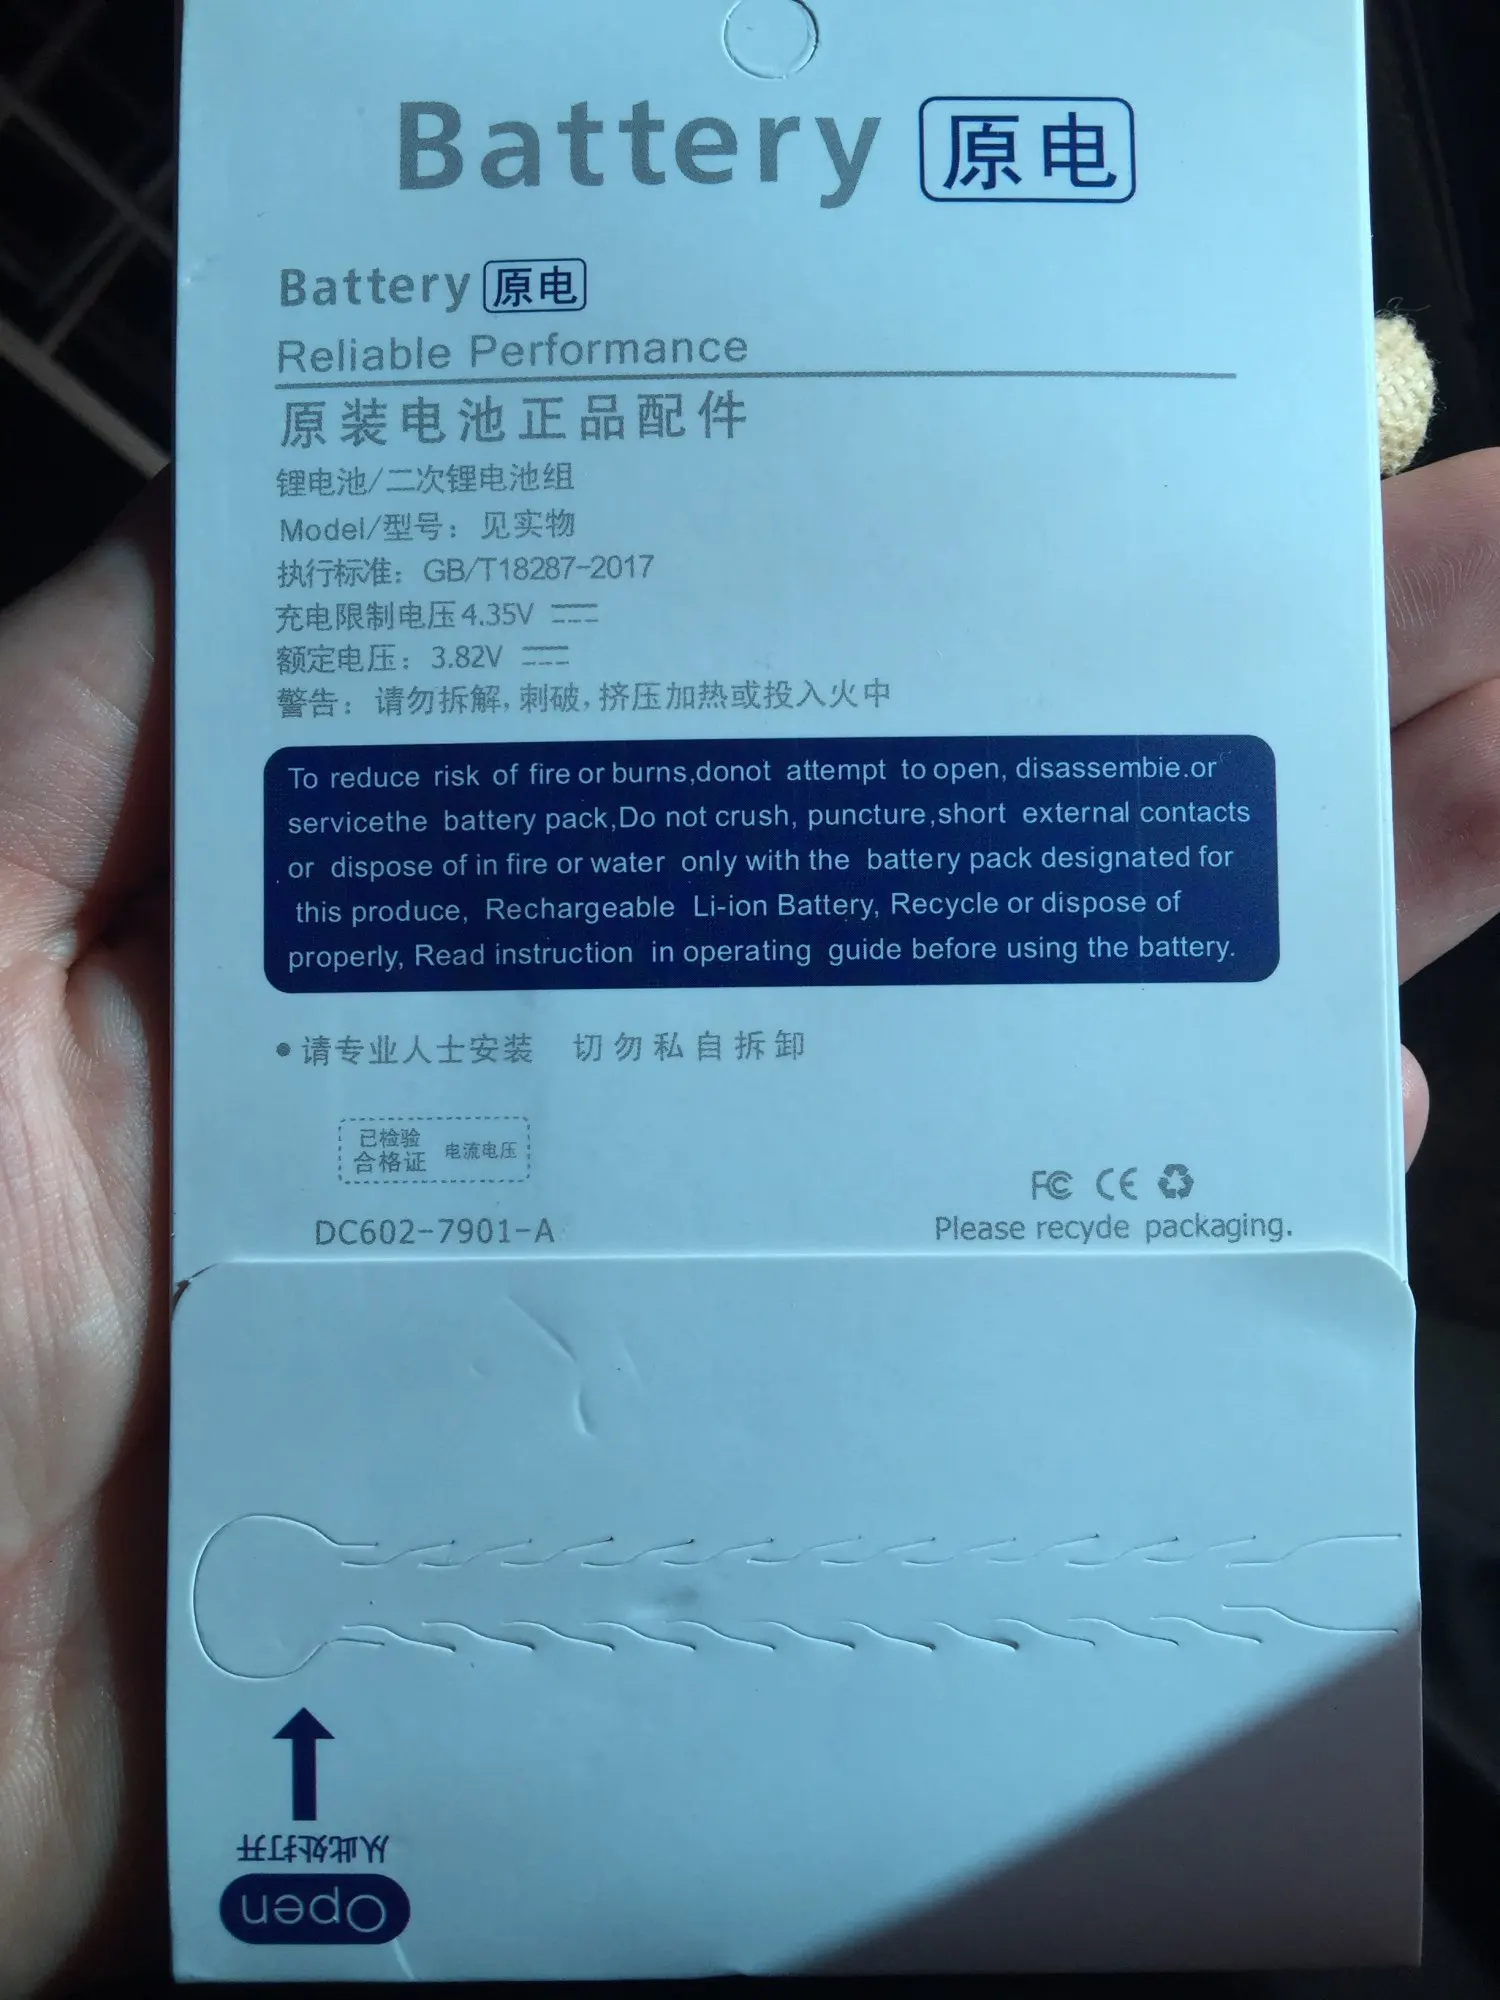 Battery 原电
Battery 原电
Reliable Performance
原装电池正品配件
锂电池/二次锂电池组
Model/型号：见实物
执行标准：GB/T18287-2017
充电限制电压4.35V
额定电压：3.82V
警告：请勿拆解,刺破,挤压加热或投入火中
To reduce risk of fire or burns,donot attempt to open, disassembie.or
servicethe battery pack,Do not crush, puncture,short external contacts
or dispose of in fire or water only with the battery pack designated for
this produce, Rechargeable Li-ion Battery, Recycle or dispose of
properly, Read instruction in operating guide before using the battery.
•请专业人士安装 切勿私自拆卸
已检验
合格证 电流电压
FC CE
DC602-7901-A
Please recyde packaging.
从此处打开
Open